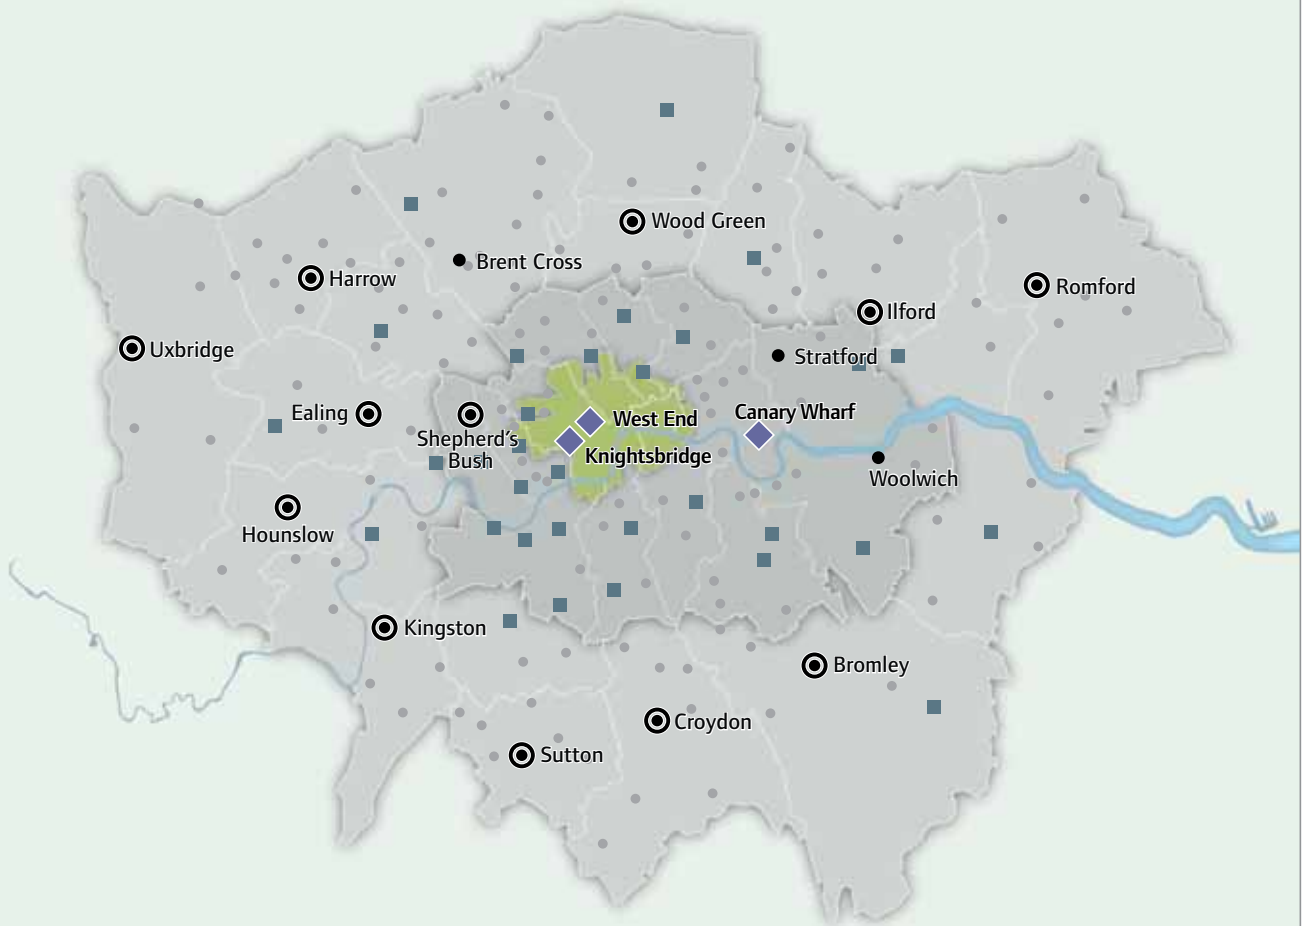 Wood Green
Brent Cross
Harrow
Romford
Ilford
Uxbridge
Stratford
Ealing
Canary Wharf
West End
Shepherd's
Bush
Knightsbridge
Woolwich
Hounslow
Kingston
Bromley
Croydon
Sutton